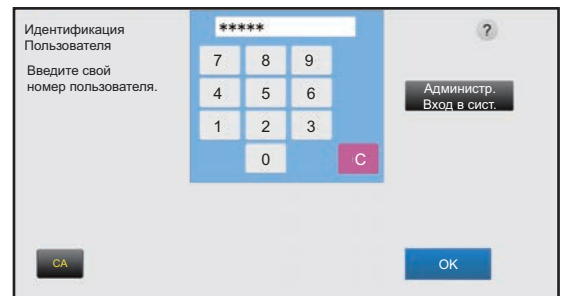 Идентификация
Пользователя
Введите свой
номер пользователя.
*****
?
7 8 9
4 5 6
1 2 3
0 C
Администр.
Вход в сист.
CA
OK